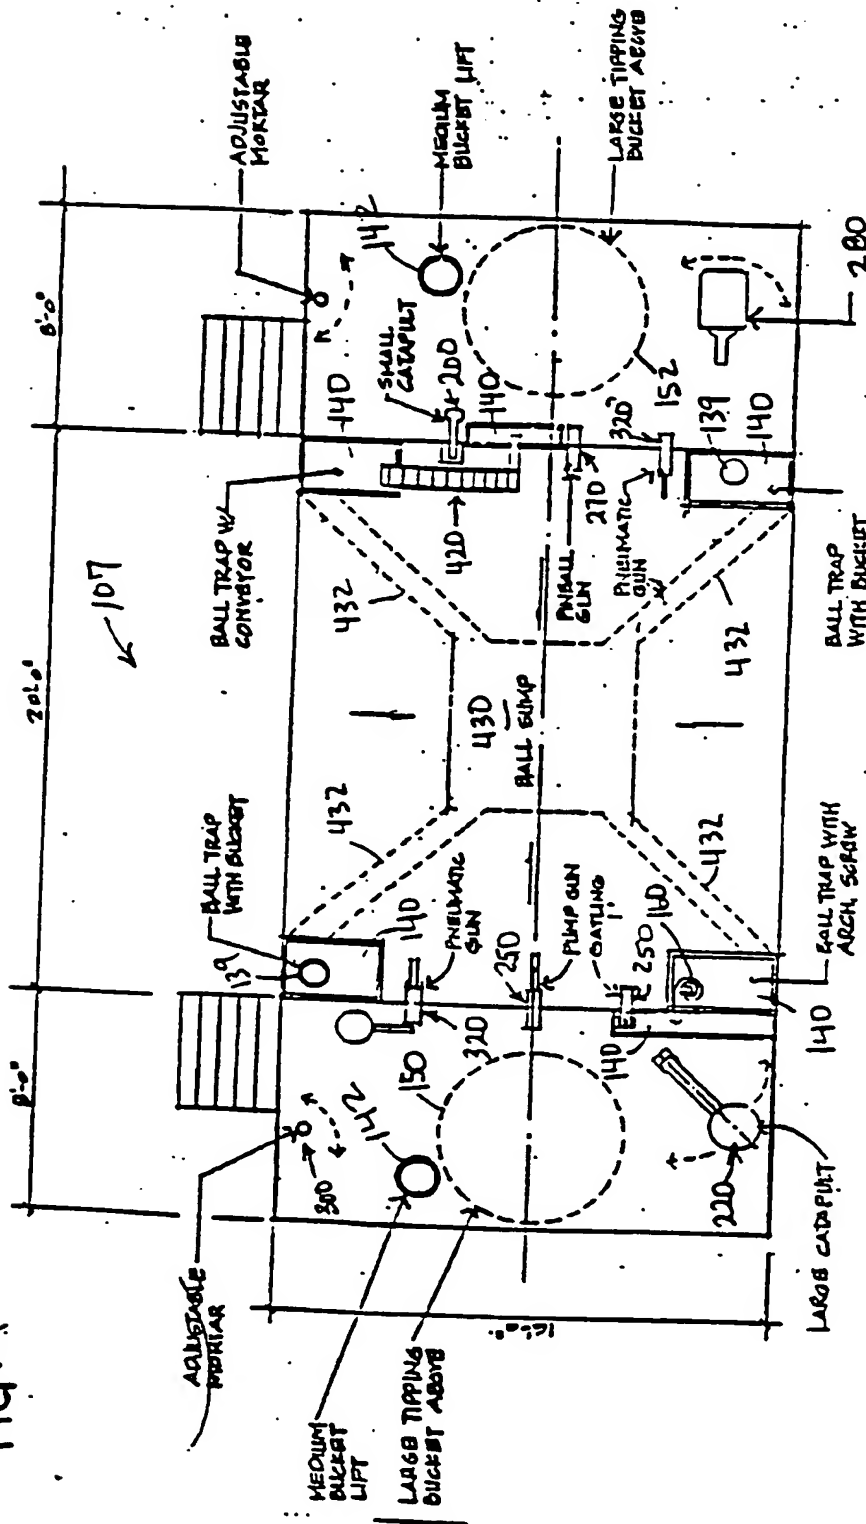 ADJUSTABLE
MORTAR
MEDIUM
BUCKET
LIFT
LARGE TIPPING
BUCKET ABOVE
300
142
150
8'-0"
139
BALL TRAP
WITH BUCKET
140
PNEUMATIC
GUN
320
250
PUMP GUN
GATLING
250
160
140
220
LARGE CATAPULT
140
BALL TRAP WITH
ARCH. SCREW
20'-0"
107
432
432
430
BALL SUMP
432
432
BALL TRAP W/
CONVEYOR
140
420
SMALL
CATAPULT
200
140
PINBALL
GUN
270
PNEUMATIC
GUN
320
139
140
BALL TRAP
WITH BUCKET
8'-0"
ADJUSTABLE
MORTAR
142
MEDIUM
BUCKET LIFT
152
LARGE TIPPING
BUCKET ABOVE
280